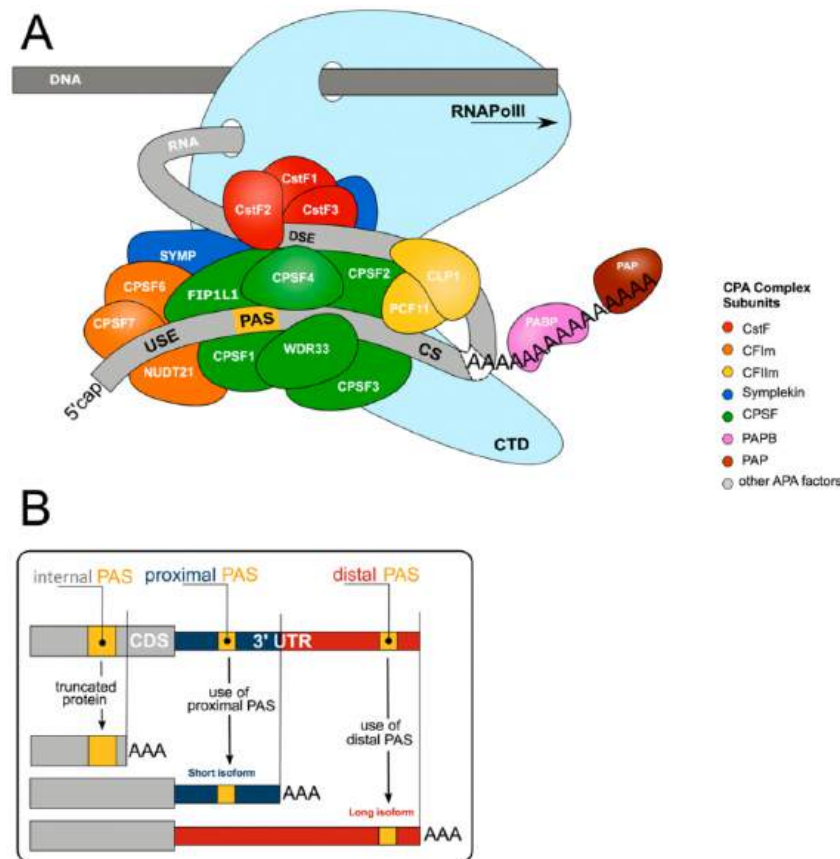 A
DNA
RNAPolII
RNA
CstF1
CstF2
CstF3
DSE
SYMP
CPSF6
FIP1L1
CPSF4
CPSF2
CLP1
PAP
CPSF7
PCF11
PABP
USE
PAS
AAAAAAAAAAAAAAAA
NUDT21
CPSF1
WDR33
CS
5'cap
CPSF3
CTD
CPA Complex
Subunits
CstF
CFIm
CFIIm
Symplekin
CPSF
PAPB
PAP
other APA factors
B
internal PAS
proximal PAS
distal PAS
CDS
3' UTR
truncated
protein
use of
proximal PAS
use of
distal PAS
AAA
Short isoform
AAA
Long isoform
AAA